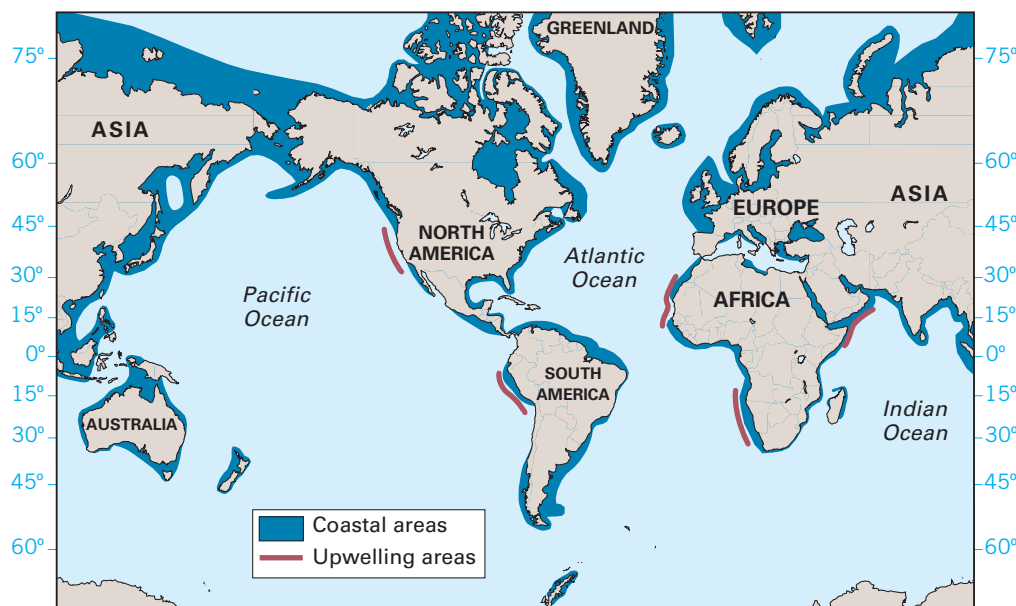 GREENLAND
75º
75º
ASIA
60º
60º
ASIA
EUROPE
45º
45º
NORTH
AMERICA
Atlantic
Ocean
30º
30º
Pacific
Ocean
AFRICA
15º
15º
0º
0º
SOUTH
AMERICA
15º
15º
AUSTRALIA
Indian
Ocean
30º
30º
45º
45º
Coastal areas
Upwelling areas
60º
60º